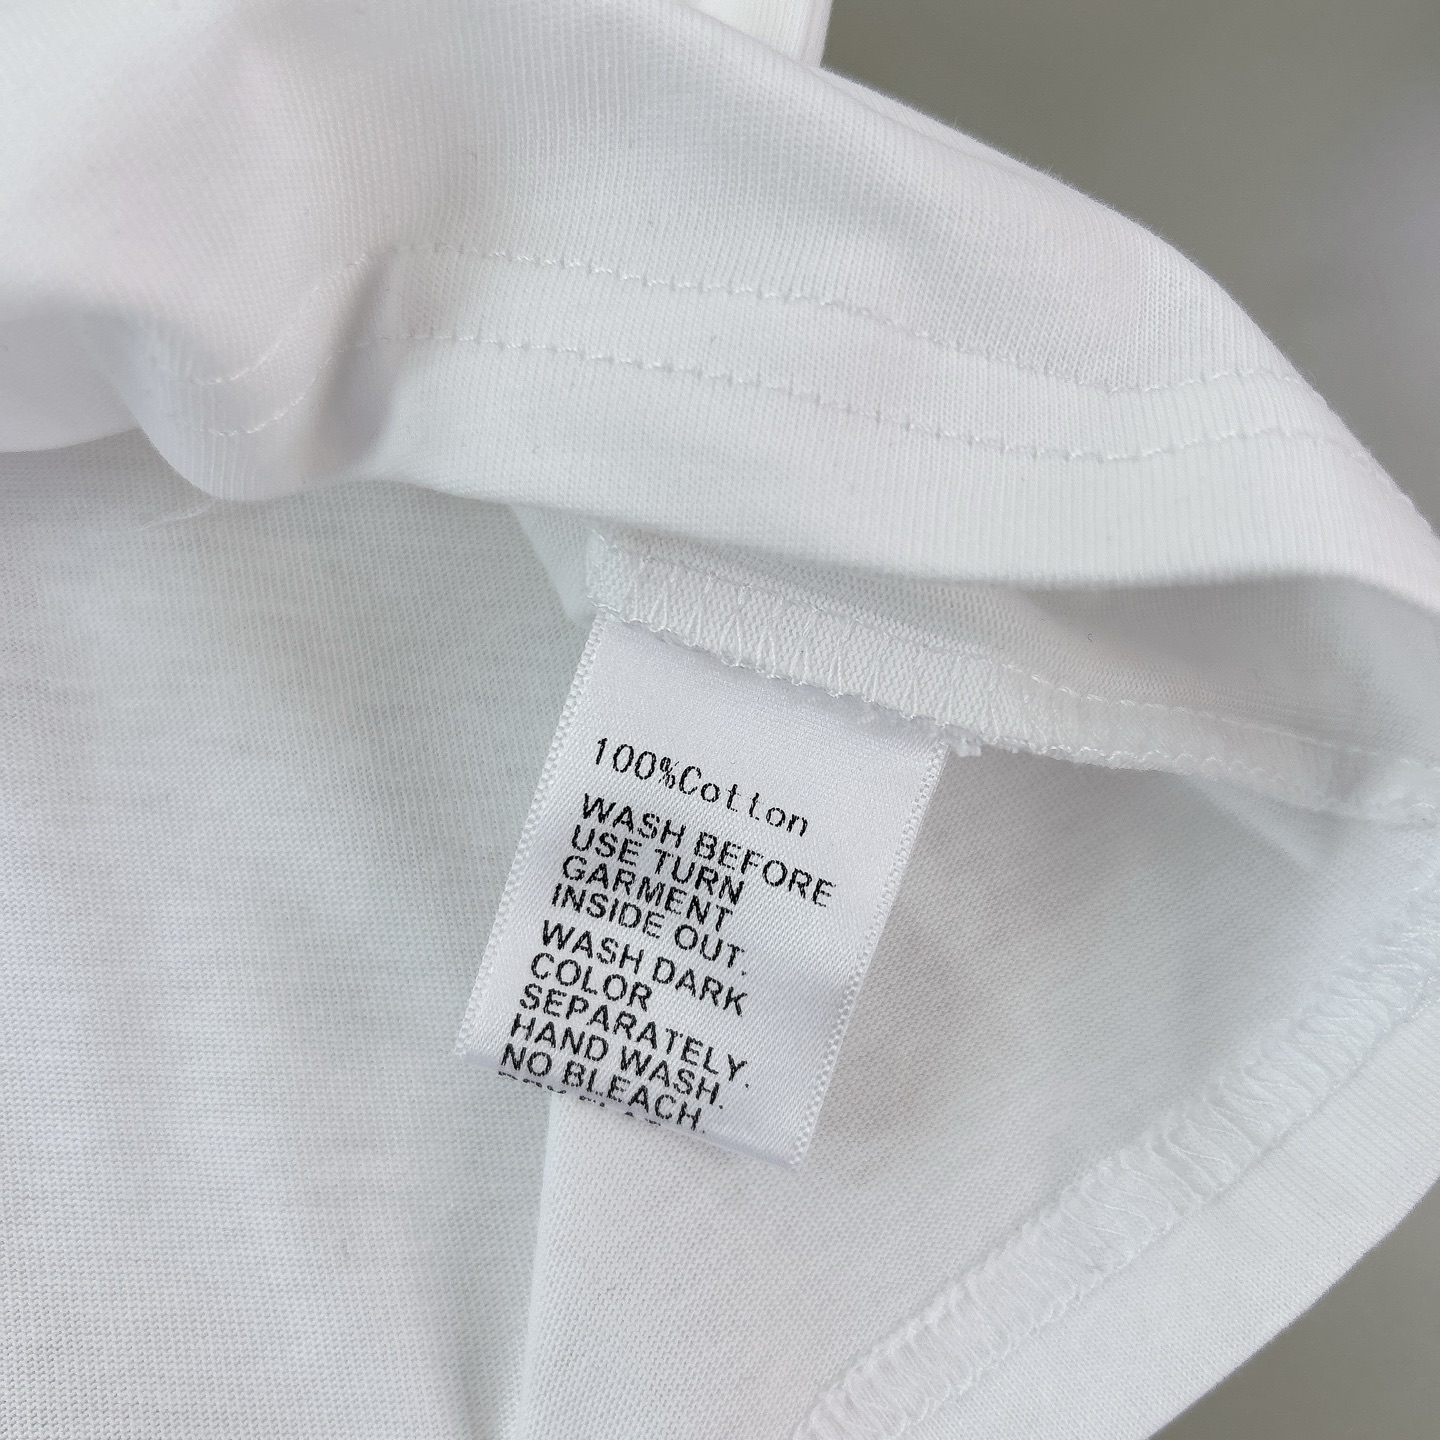 100%Cotton
WASH BEFORE
USE TURN
GARMENT
INSIDE OUT.
WASH DARK
COLOR
SEPARATELY.
HAND WASH.
NO BLEACH.